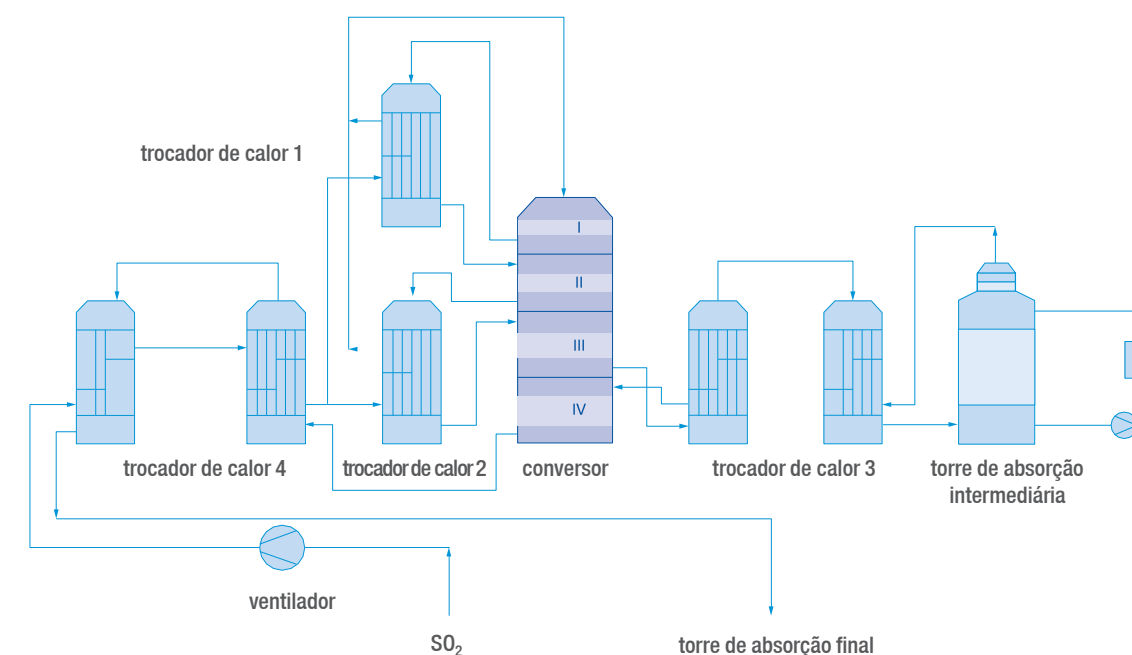 trocador de calor 1
I
II
III
IV
trocador de calor 4
trocador de calor 2
conversor
trocador de calor 3
torre de absorção
intermediária
ventilador
SO₂
torre de absorção final